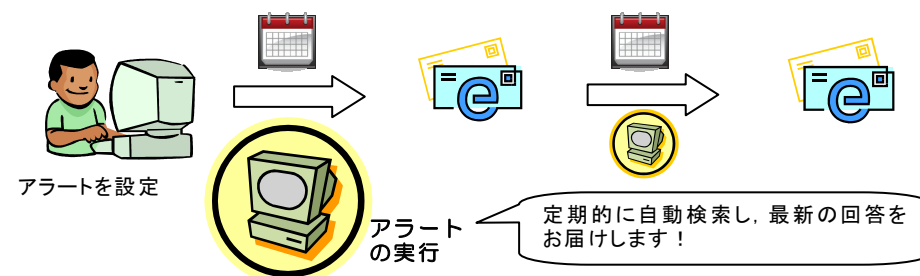 アラートを設定
アラート
の実行
定期的に自動検索し, 最新の回答を
お届けします！